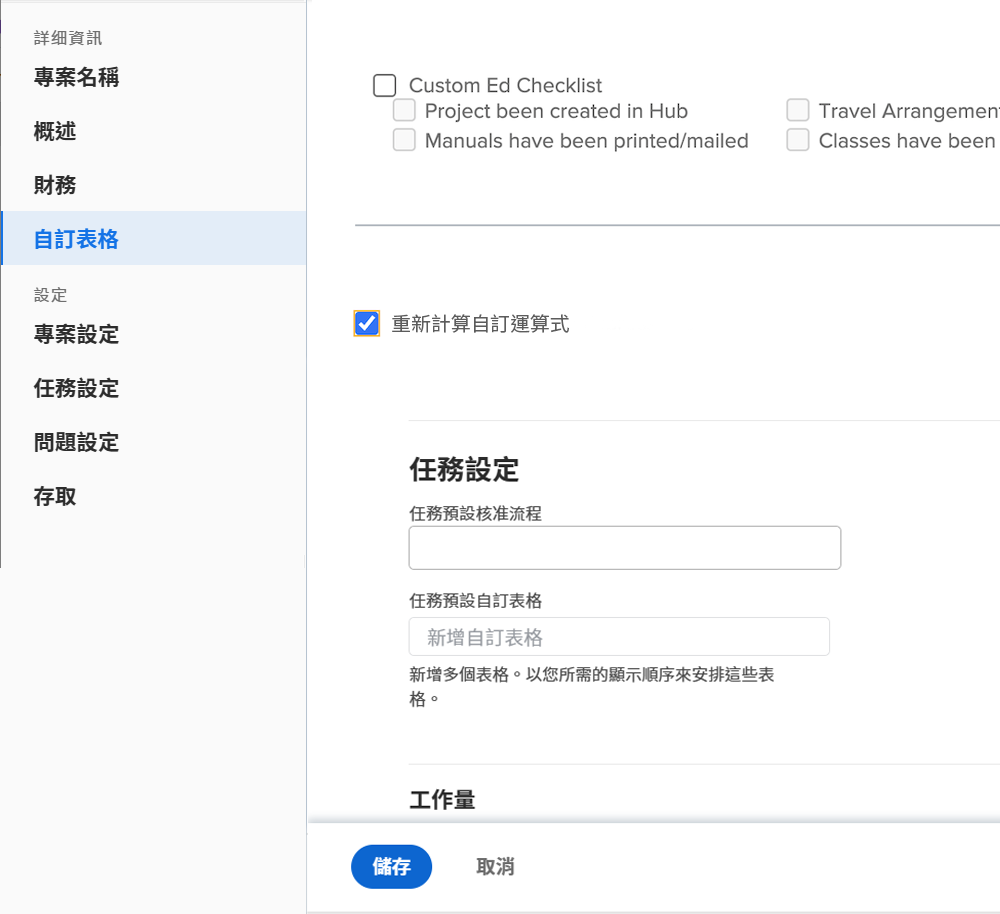 詳細資訊
專案名稱
概述
財務
自訂表格
設定
專案設定
任務設定
問題設定
存取
Custom Ed Checklist
Project been created in Hub
Travel Arrangement
Manuals have been printed/mailed
Classes have been
重新計算自訂運算式
任務設定
任務預設核准流程
任務預設自訂表格
新增自訂表格
新增多個表格。以您所需的顯示順序來安排這些表
格。
工作量
儲存
取消